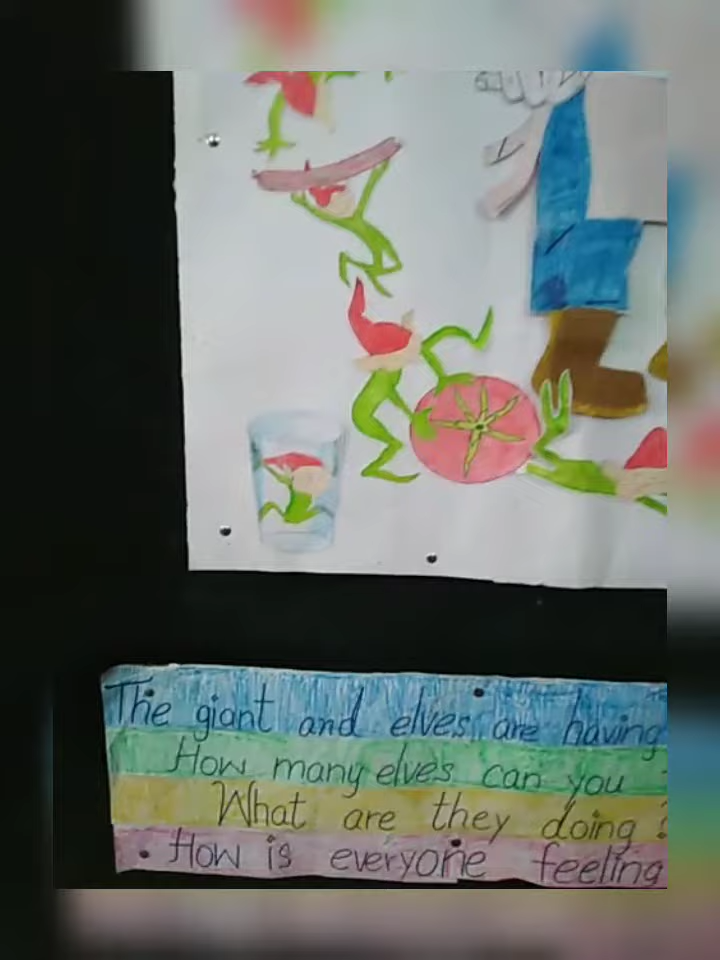 The giant and elves are having
How many elves can you
What are they doing?
How is everyone feeling